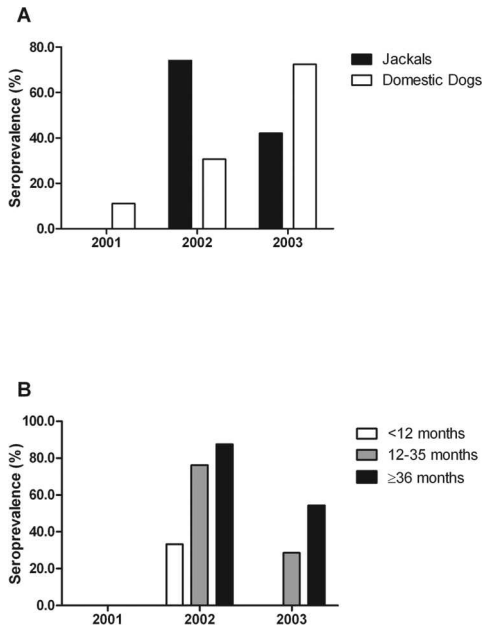 A
Seroprevalence (%)
80.0
60.0
40.0
20.0
0.0
2001
2002
2003
Jackals
Domestic Dogs
B
Seroprevalence (%)
100.0
80.0
60.0
40.0
20.0
0.0
2001
2002
2003
<12 months
12-35 months
≥36 months